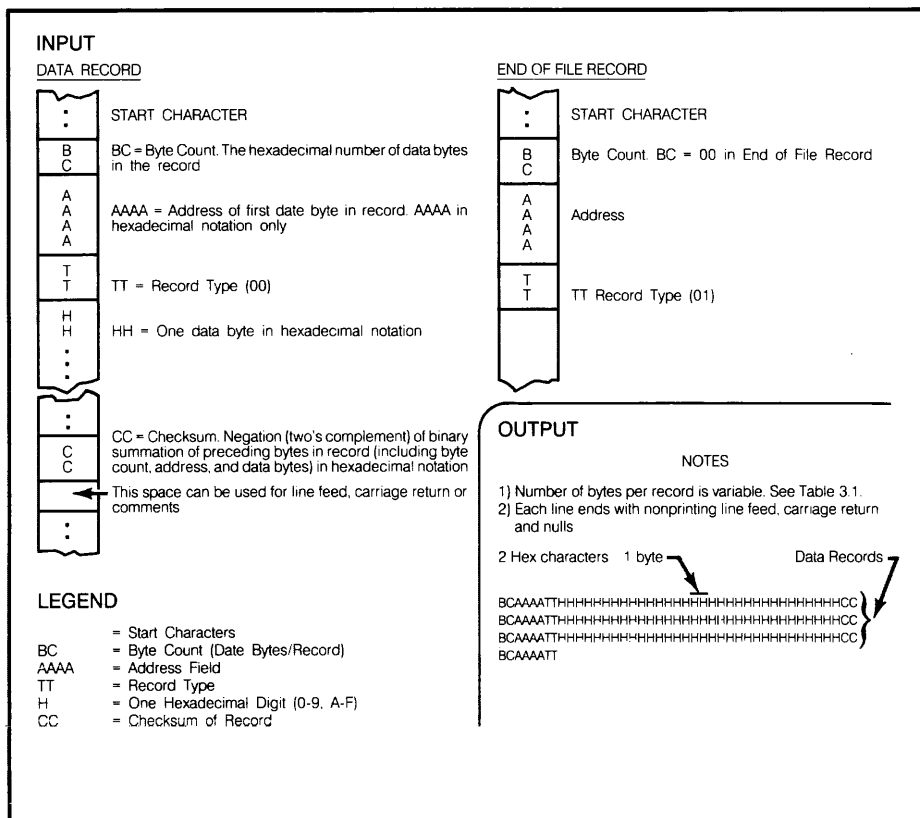 INPUT
DATA RECORD
:
START CHARACTER
B
C
BC = Byte Count. The hexadecimal number of data bytes
in the record
A
A
A
A
AAAA = Address of first date byte in record. AAAA in
hexadecimal notation only
T
T
TT = Record Type (00)
H
H
HH = One data byte in hexadecimal notation
:
:
C
C
CC = Checksum. Negation (two's complement) of binary
summation of preceding bytes in record (including byte
count, address, and data bytes) in hexadecimal notation
This space can be used for line feed, carriage return or
comments
:
LEGEND
= Start Characters
BC = Byte Count (Date Bytes/Record)
AAAA = Address Field
TT = Record Type
H = One Hexadecimal Digit (0-9, A-F)
CC = Checksum of Record
END OF FILE RECORD
:
START CHARACTER
B
C
Byte Count. BC = 00 in End of File Record
A
A
A
A
Address
T
T
TT Record Type (01)
OUTPUT
NOTES
1) Number of bytes per record is variable. See Table 3.1.
2) Each line ends with nonprinting line feed, carriage return
and nulls
2 Hex characters 1 byte
Data Records
BCAAAATT